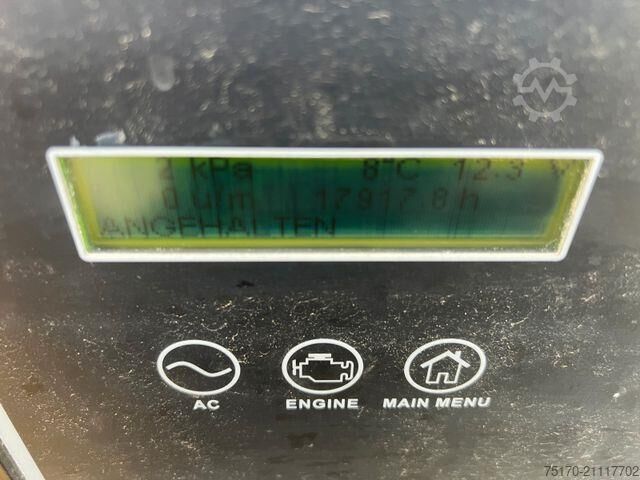 2 kPa 8°C 12.3 V
0 u/m 17917.8 h
ANGEHALTEN
AC ENGINE MAIN MENU
75170-21117702